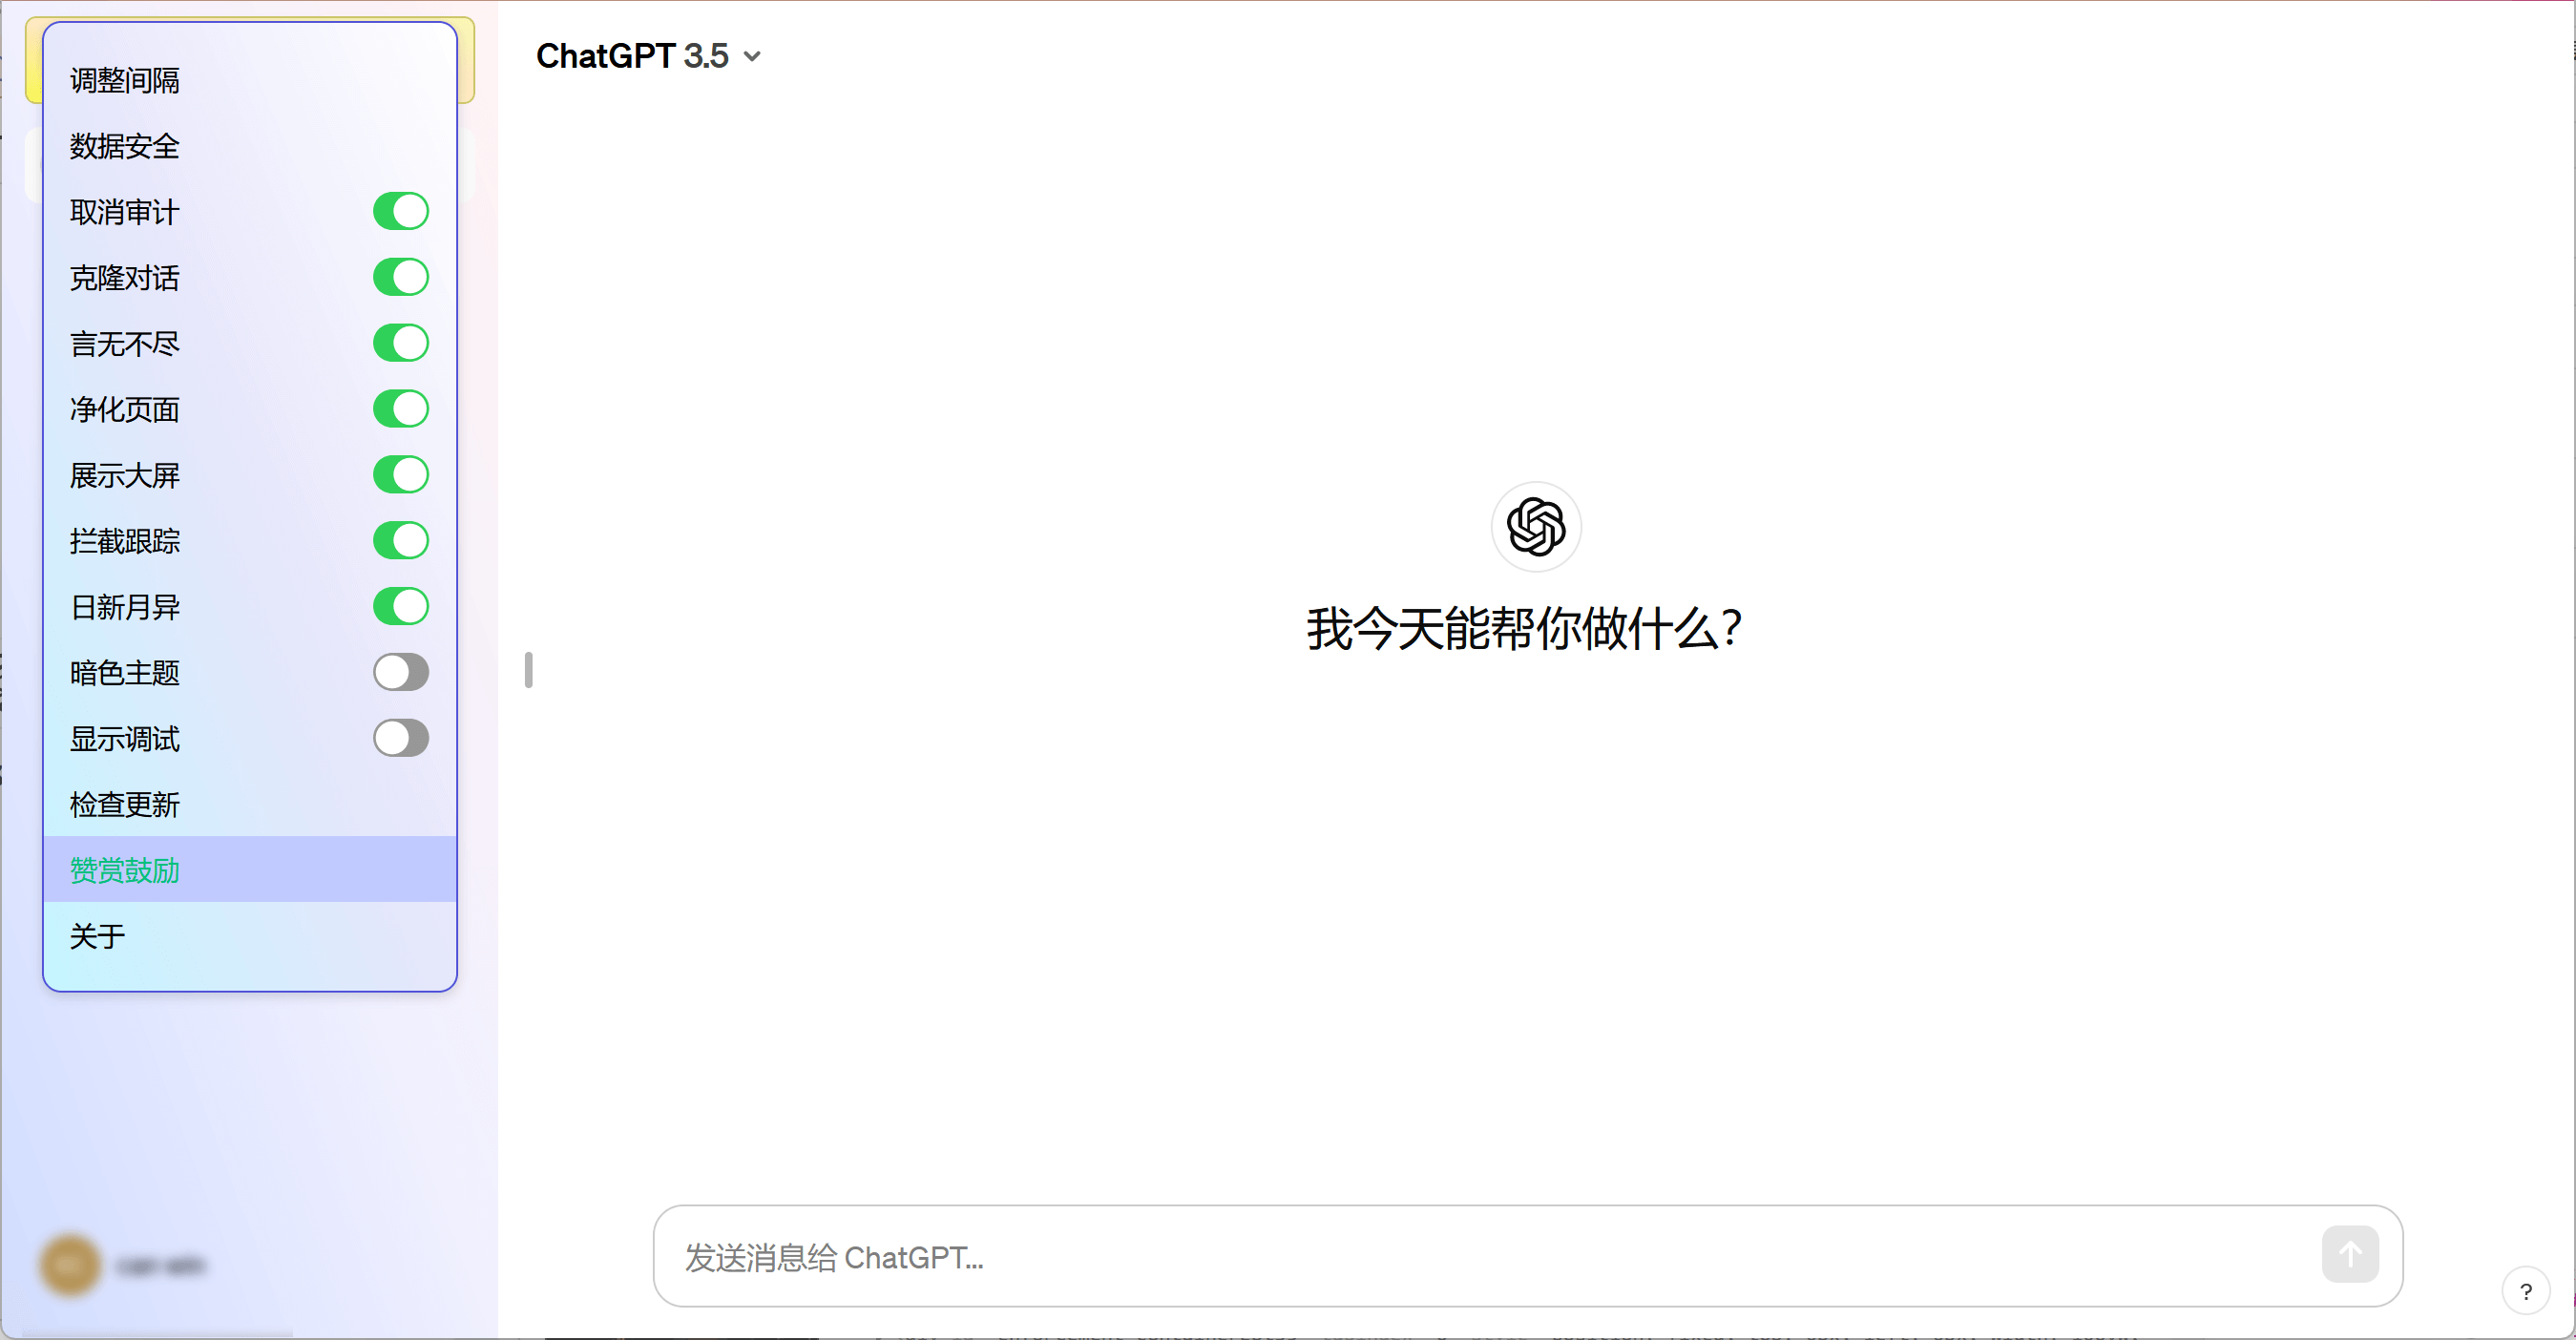 调整间隔
数据安全
取消审计
克隆对话
言无不尽
净化页面
展示大屏
拦截跟踪
日新月异
暗色主题
显示调试
检查更新
赞赏鼓励
关于
ChatGPT 3.5
我今天能帮你做什么？
发送消息给 ChatGPT...
?